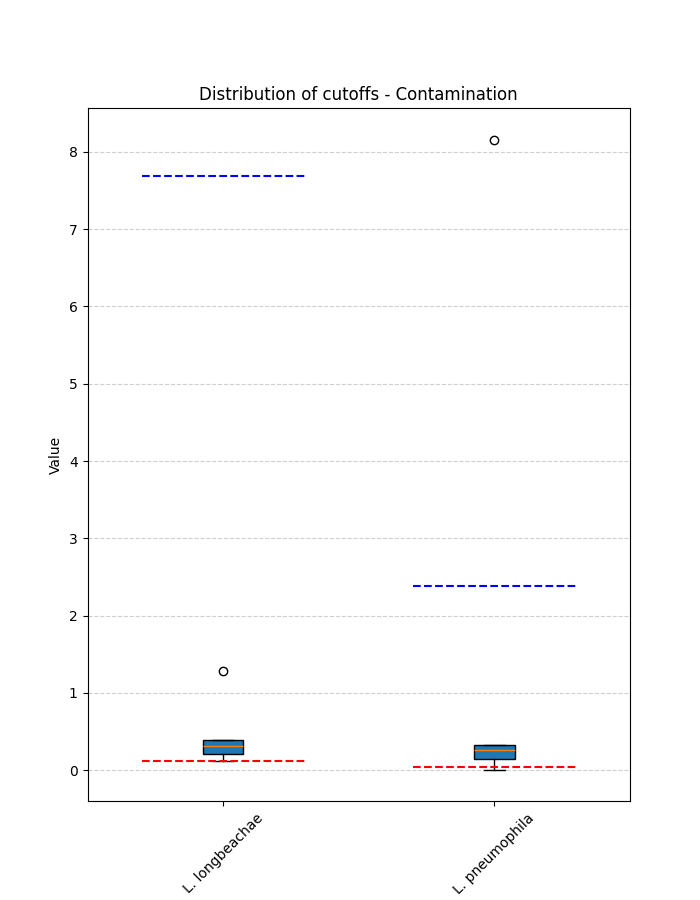 Distribution of cutoffs - Contamination
8
7
6
5
4
3
2
1
0
Value
L. longbeachae
L. pneumophila